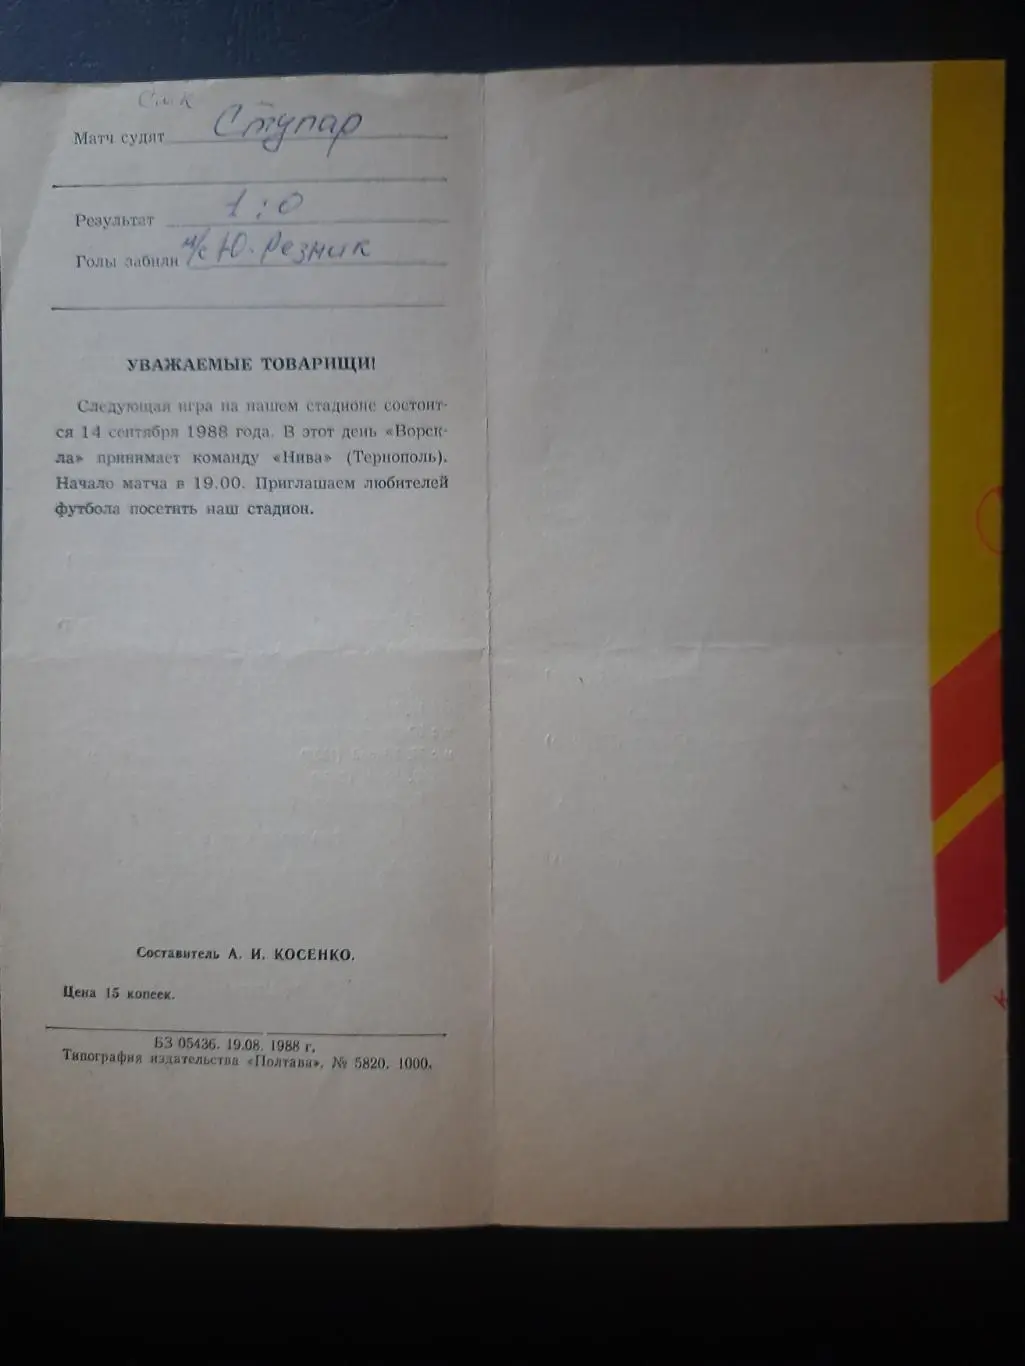 Матч судят Ступар
Результат 1:0
Голы забили м/с Ю. Резник
УВАЖАЕМЫЕ ТОВАРИЩИ!
Следующая игра на нашем стадионе состоит-
ся 14 сентября 1988 года. В этот день «Ворск-
ла» принимает команду «Нива» (Тернополь).
Начало матча в 19.00. Приглашаем любителей
футбола посетить наш стадион.
Составитель А. И. КОСЕНКО.
Цена 15 копеек.
БЗ 05436. 19.08. 1988 г.
Типография издательства «Полтава», № 5820. 1000.
К